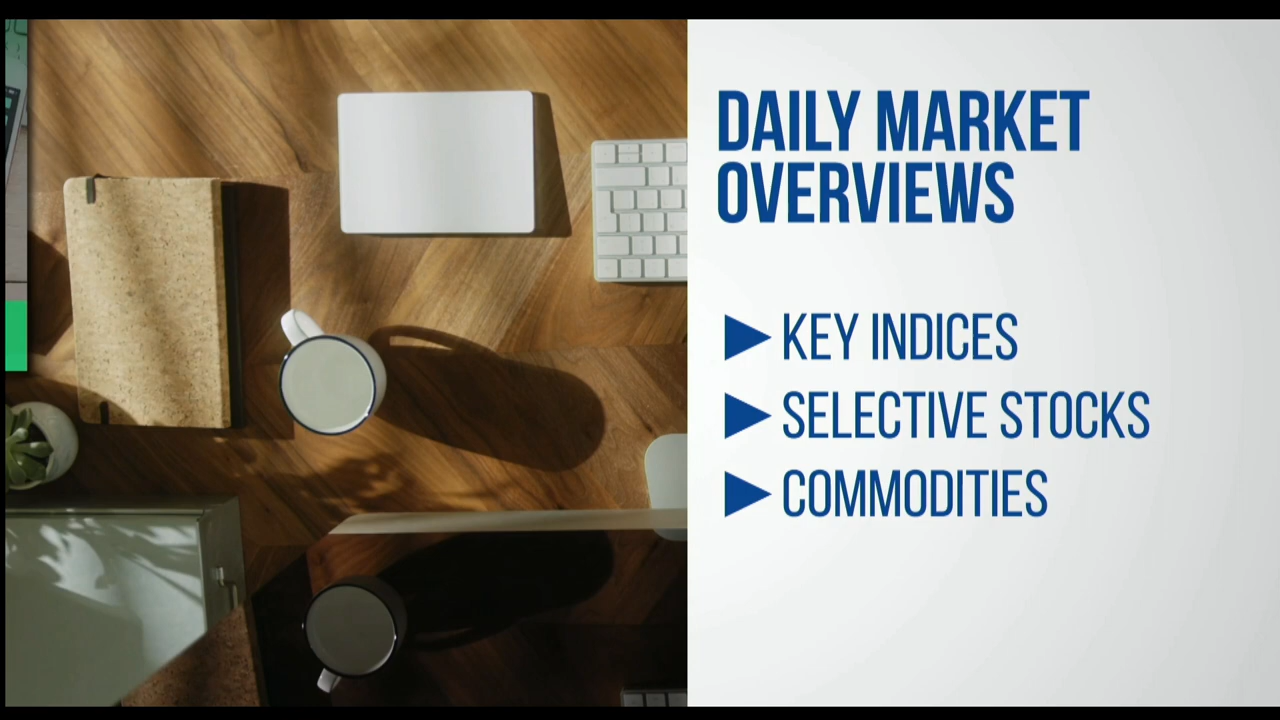 DAILY MARKET
OVERVIEWS
KEY INDICES
SELECTIVE STOCKS
COMMODITIES